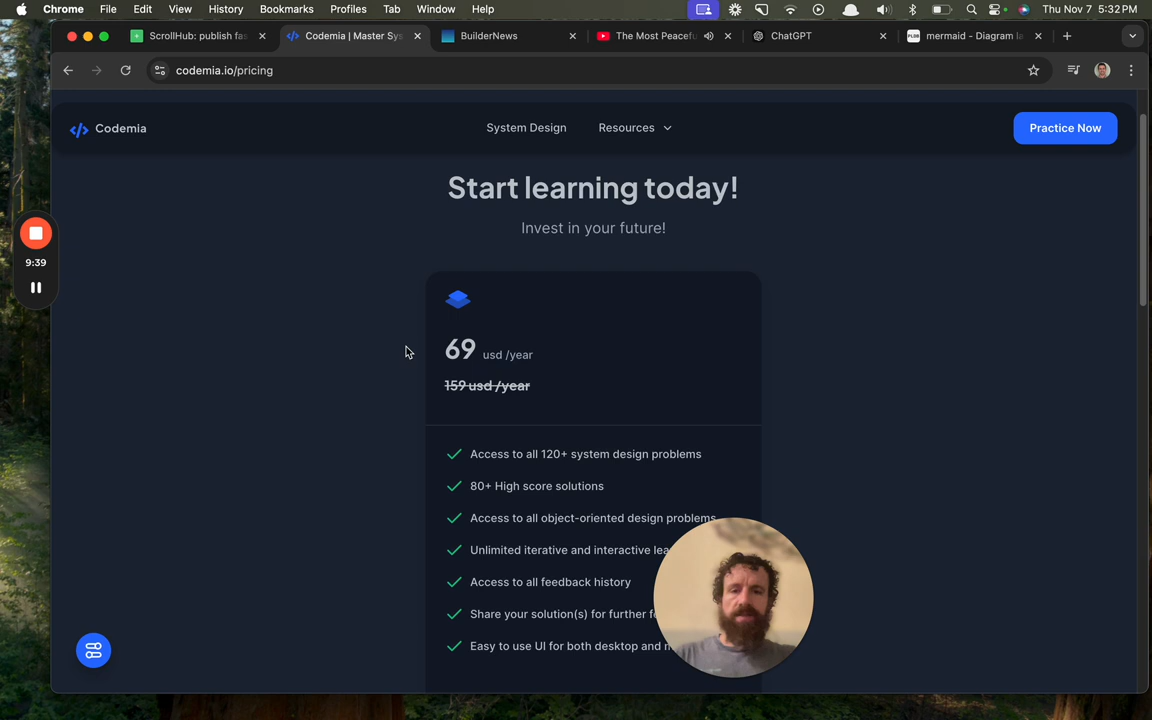 Chrome File Edit View History Bookmarks Profiles Tab Window Help Thu Nov 7 5:32 PM
ScrollHub: publish fas Codemia | Master Sys BuilderNews The Most Peacefu ChatGPT PLDB mermaid - Diagram la
codemia.io/pricing
Codemia System Design Resources Practice Now
Start learning today!
Invest in your future!
9:39
69 usd /year
159 usd /year
Access to all 120+ system design problems
80+ High score solutions
Access to all object-oriented design problems
Unlimited iterative and interactive lea
Access to all feedback history
Share your solution(s) for further f
Easy to use UI for both desktop and m